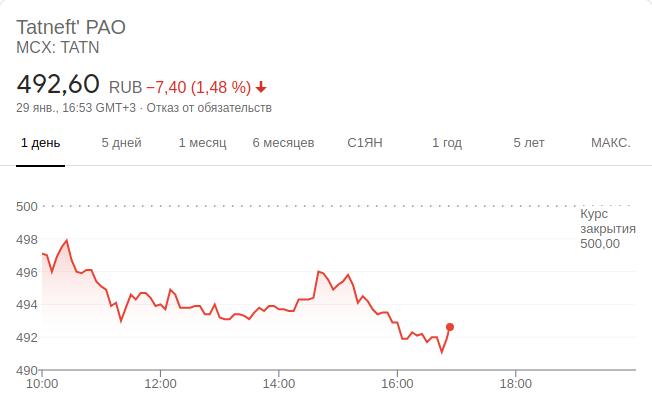 Tatneft' PAO
MCX: TATN
492,60 RUB −7,40 (1,48 %)
29 янв., 16:53 GMT+3 · Отказ от обязательств
1 день 5 дней 1 месяц 6 месяцев С1ЯН 1 год 5 лет МАКС.
500
Курс
закрытия
500,00
498
496
494
492
490
10:00 12:00 14:00 16:00 18:00